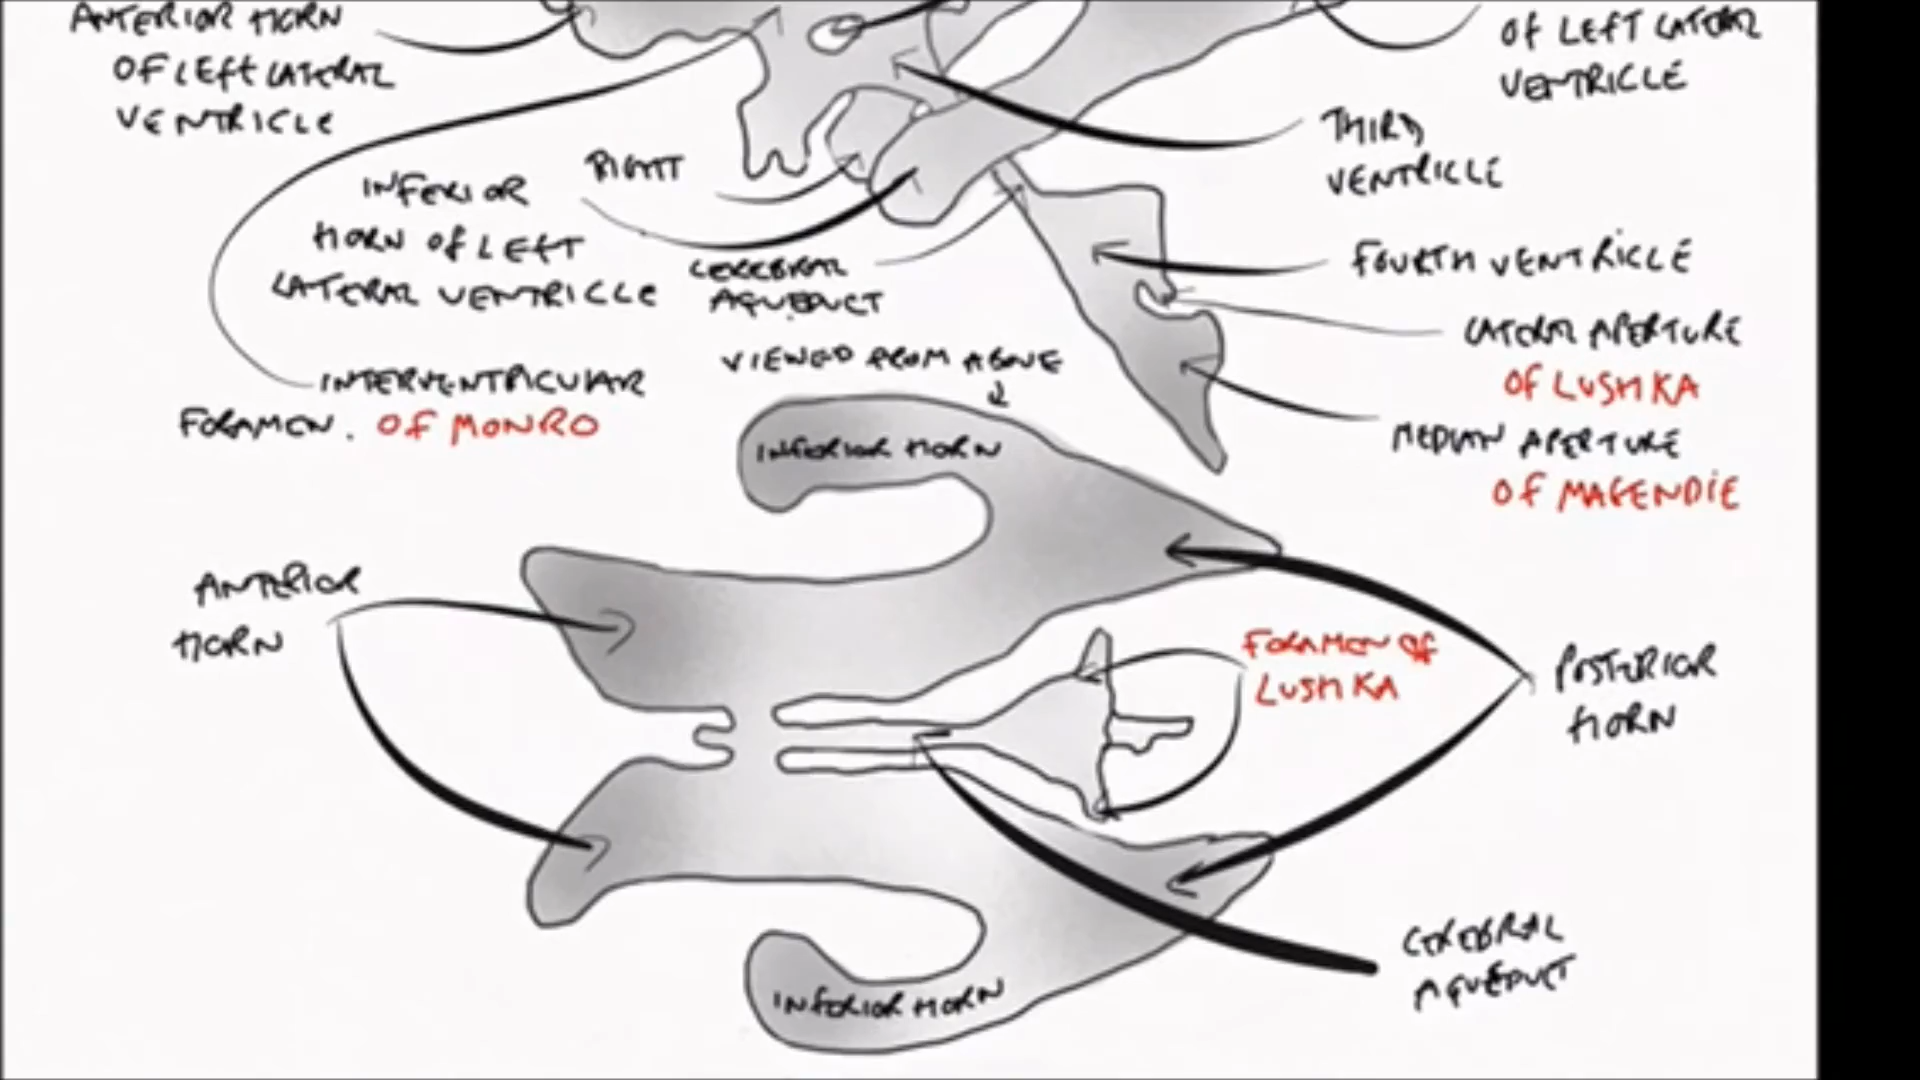 ANTERIOR HORN
OF LEFT LATERAL
VENTRICLE
OF LEFT LATERAL
VENTRICLE
THIRD
VENTRICLE
RIGHT
INFERIOR
HORN OF LEFT
LATERAL VENTRICLE
CEREBRAL
AQUEDUCT
FOURTH VENTRICLE
LATERAL APERTURE
OF LUSHKA
MEDIAN APERTURE
OF MAGENDIE
INTERVENTRICULAR
FORAMEN. OF MONRO
VIEWED FROM ABOVE
INFERIOR HORN
ANTERIOR
HORN
FORAMEN OF
LUSHKA
POSTERIOR
HORN
CEREBRAL
AQUEDUCT
INFERIOR HORN